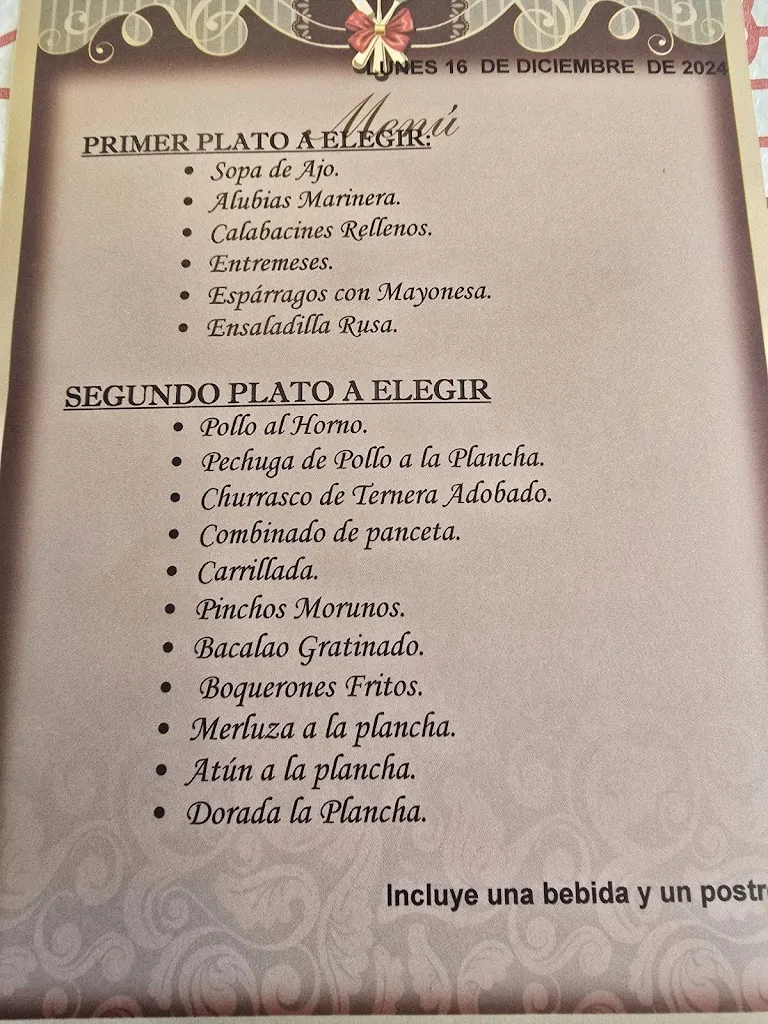 LUNES 16 DE DICIEMBRE DE 2024
Menú
PRIMER PLATO A ELEGIR:
• Sopa de Ajo.
• Alubias Marinera.
• Calabacines Rellenos.
• Entremeses.
• Espárragos con Mayonesa.
• Ensaladilla Rusa.
SEGUNDO PLATO A ELEGIR
• Pollo al Horno.
• Pechuga de Pollo a la Plancha.
• Churrasco de Ternera Adobado.
• Combinado de panceta.
• Carrillada.
• Pinchos Morunos.
• Bacalao Gratinado.
• Boquerones Fritos.
• Merluza a la plancha.
• Atún a la plancha.
• Dorada la Plancha.
Incluye una bebida y un postr